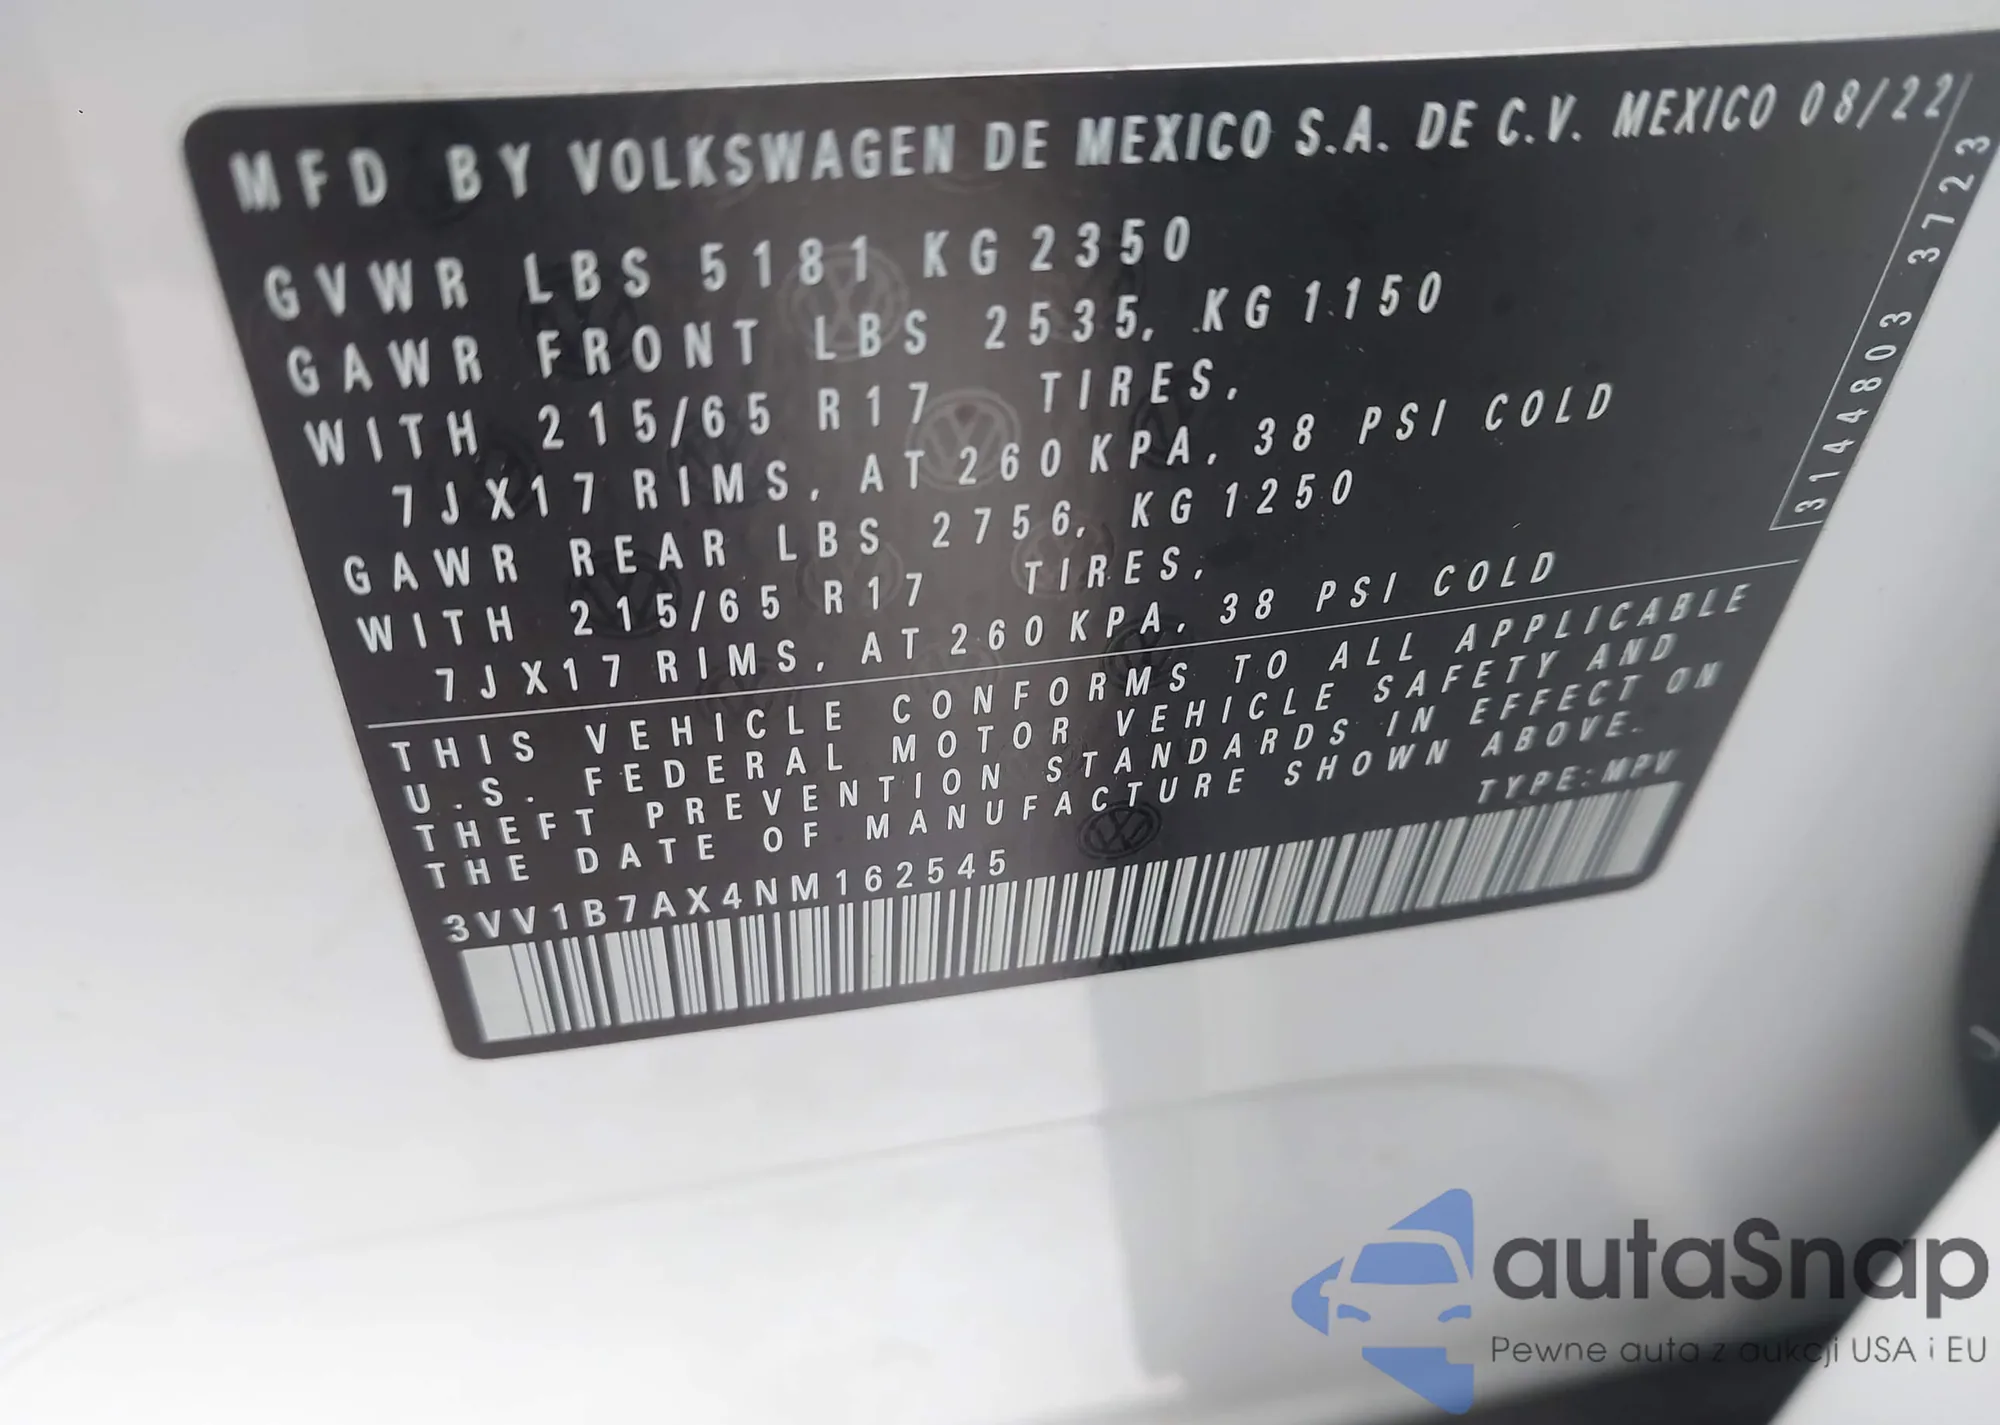 MFD BY VOLKSWAGEN DE MEXICO S.A. DE C.V. MEXICO 08/22
GVWR LBS 5181 KG 2350
GAWR FRONT LBS 2535, KG 1150
WITH 215/65 R17 TIRES,
7J X17 RIMS, AT 260 KPA, 38 PSI COLD
GAWR REAR LBS 2756, KG 1250
WITH 215/65 R17 TIRES,
7J X17 RIMS, AT 260 KPA, 38 PSI COLD
3144803 3723
THIS VEHICLE CONFORMS TO ALL APPLICABLE
U.S. FEDERAL MOTOR VEHICLE SAFETY AND
THEFT PREVENTION STANDARDS IN EFFECT ON
THE DATE OF MANUFACTURE SHOWN ABOVE.
TYPE:MPV
3VV1B7AX4NM162545
autaSnap
Pewne auta z aukcji USA i EU